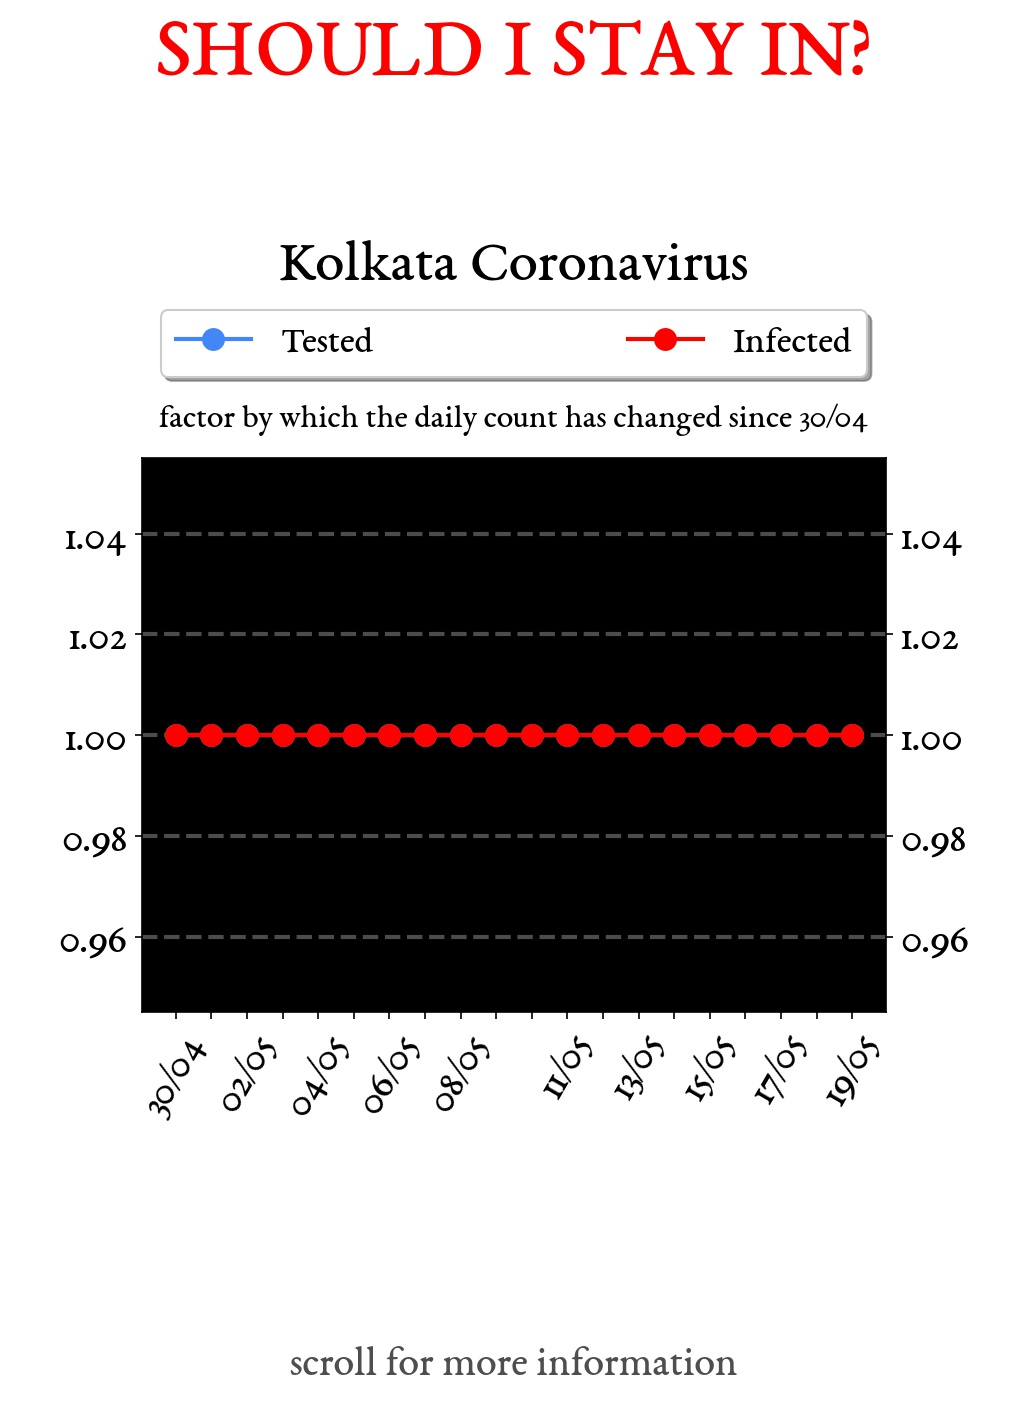 SHOULD I STAY IN?
Kolkata Coronavirus
Tested Infected
factor by which the daily count has changed since 30/04
1.04 1.04
1.02 1.02
1.00 1.00
0.98 0.98
0.96 0.96
30/04 02/05 04/05 06/05 08/05 11/05 13/05 15/05 17/05 19/05
scroll for more information